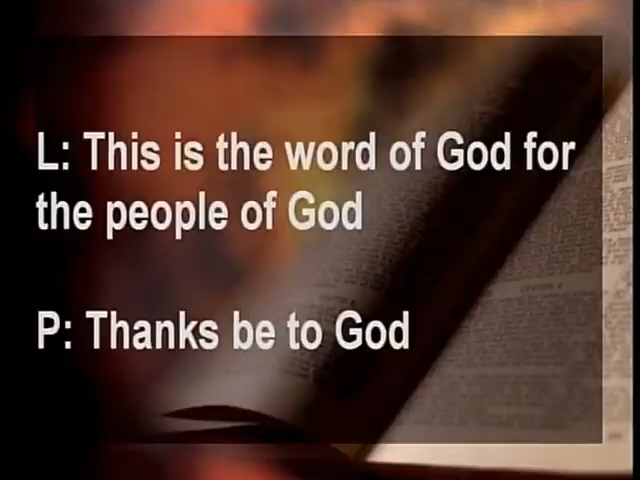 L: This is the word of God for
the people of God
P: Thanks be to God